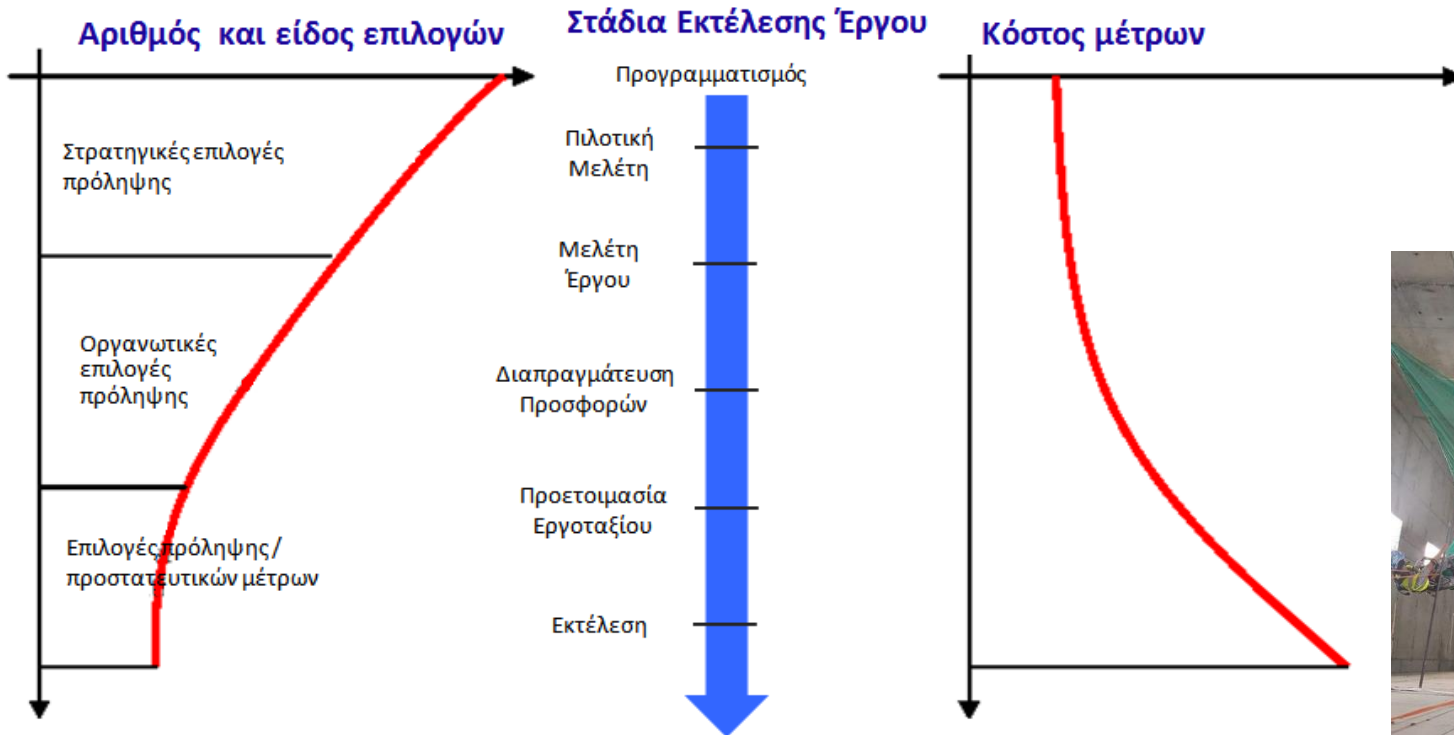 Αριθμός και είδος επιλογών
Στρατηγικές επιλογές
πρόληψης
Οργανωτικές
επιλογές
πρόληψης
Επιλογές πρόληψης /
προστατευτικών μέτρων
Στάδια Εκτέλεσης Έργου
Προγραμματισμός
Πιλοτική
Μελέτη
Μελέτη
Έργου
Διαπραγμάτευση
Προσφορών
Προετοιμασία
Εργοταξίου
Εκτέλεση
Κόστος μέτρων